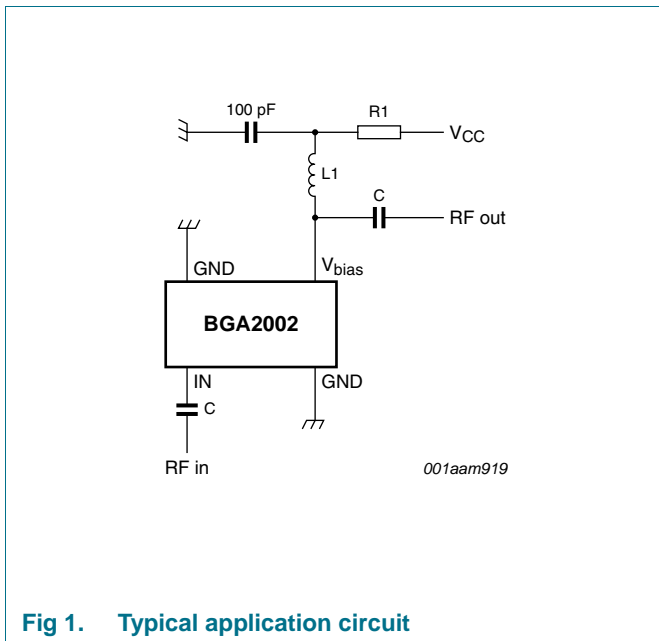 100 pF
R1
VCC
L1
C
RF out
GND
Vbias
BGA2002
IN
GND
C
RF in
001aam919
Fig 1. Typical application circuit